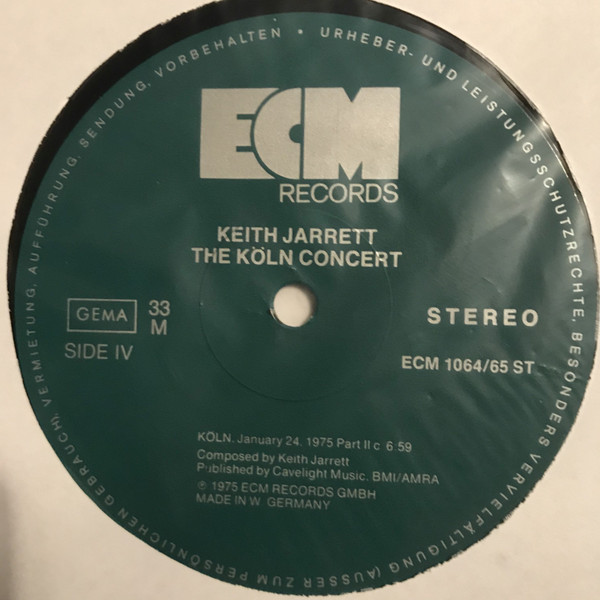 URHEBER- UND LEISTUNGSSCHUTZRECHTE, BESONDERS VERVIELFÄLTIGUNG (AUSSER ZUM PERSÖNLICHEN GEBRAUCH), VERMIETUNG, AUFFÜHRUNG, SENDUNG, VORBEHALTEN •
ECM
RECORDS
KEITH JARRETT
THE KÖLN CONCERT
GEMA
33
M
STEREO
SIDE IV
ECM 1064/65 ST
KÖLN, January 24, 1975 Part II c 6:59
Composed by Keith Jarrett
Published by Cavelight Music, BMI/AMRA
℗ 1975 ECM RECORDS GMBH
MADE IN W. GERMANY